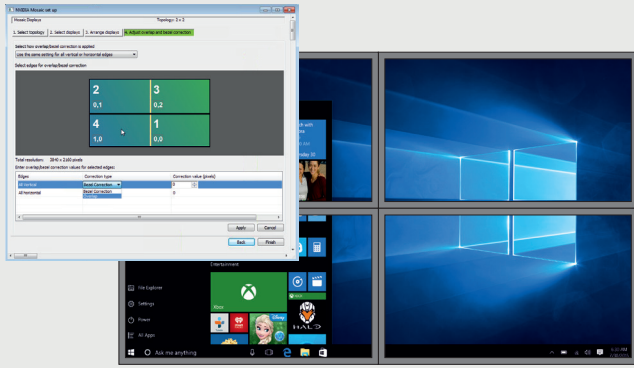 NVIDIA Mosaic set up
Mosaic Displays
Topology: 2 x 2
1. Select topology
2. Select displays
3. Arrange displays
4. Adjust overlap and bezel correction
Select how overlap/bezel correction is applied:
Use the same setting for all vertical or horizontal edges
Select edges for overlap/bezel correction
2
3
0,1
0,2
4
1
1,0
0,0
Total resolution: 3840 x 2160 pixels
Enter overlap/bezel correction values for selected edges:
Edges
Correction type
Correction value (pixels)
All Vertical
Bezel Correction
0
All Horizontal
Bezel Correction
0
Overlap
Apply
Cancel
Back
Finish
Entertainment
File Explorer
Xbox
Settings
Power
Disney
HALO
All Apps
Ask me anything